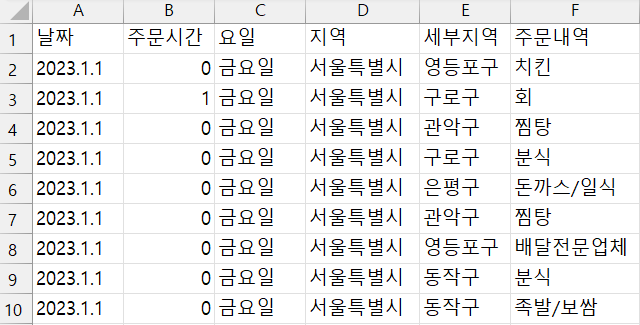 A B C D E F
1 날짜 주문시간 요일 지역 세부지역 주문내역
2 2023.1.1 0 금요일 서울특별시 영등포구 치킨
3 2023.1.1 1 금요일 서울특별시 구로구 회
4 2023.1.1 0 금요일 서울특별시 관악구 찜탕
5 2023.1.1 0 금요일 서울특별시 구로구 분식
6 2023.1.1 0 금요일 서울특별시 은평구 돈까스/일식
7 2023.1.1 0 금요일 서울특별시 관악구 찜탕
8 2023.1.1 0 금요일 서울특별시 영등포구 배달전문업체
9 2023.1.1 0 금요일 서울특별시 동작구 분식
10 2023.1.1 0 금요일 서울특별시 동작구 족발/보쌈